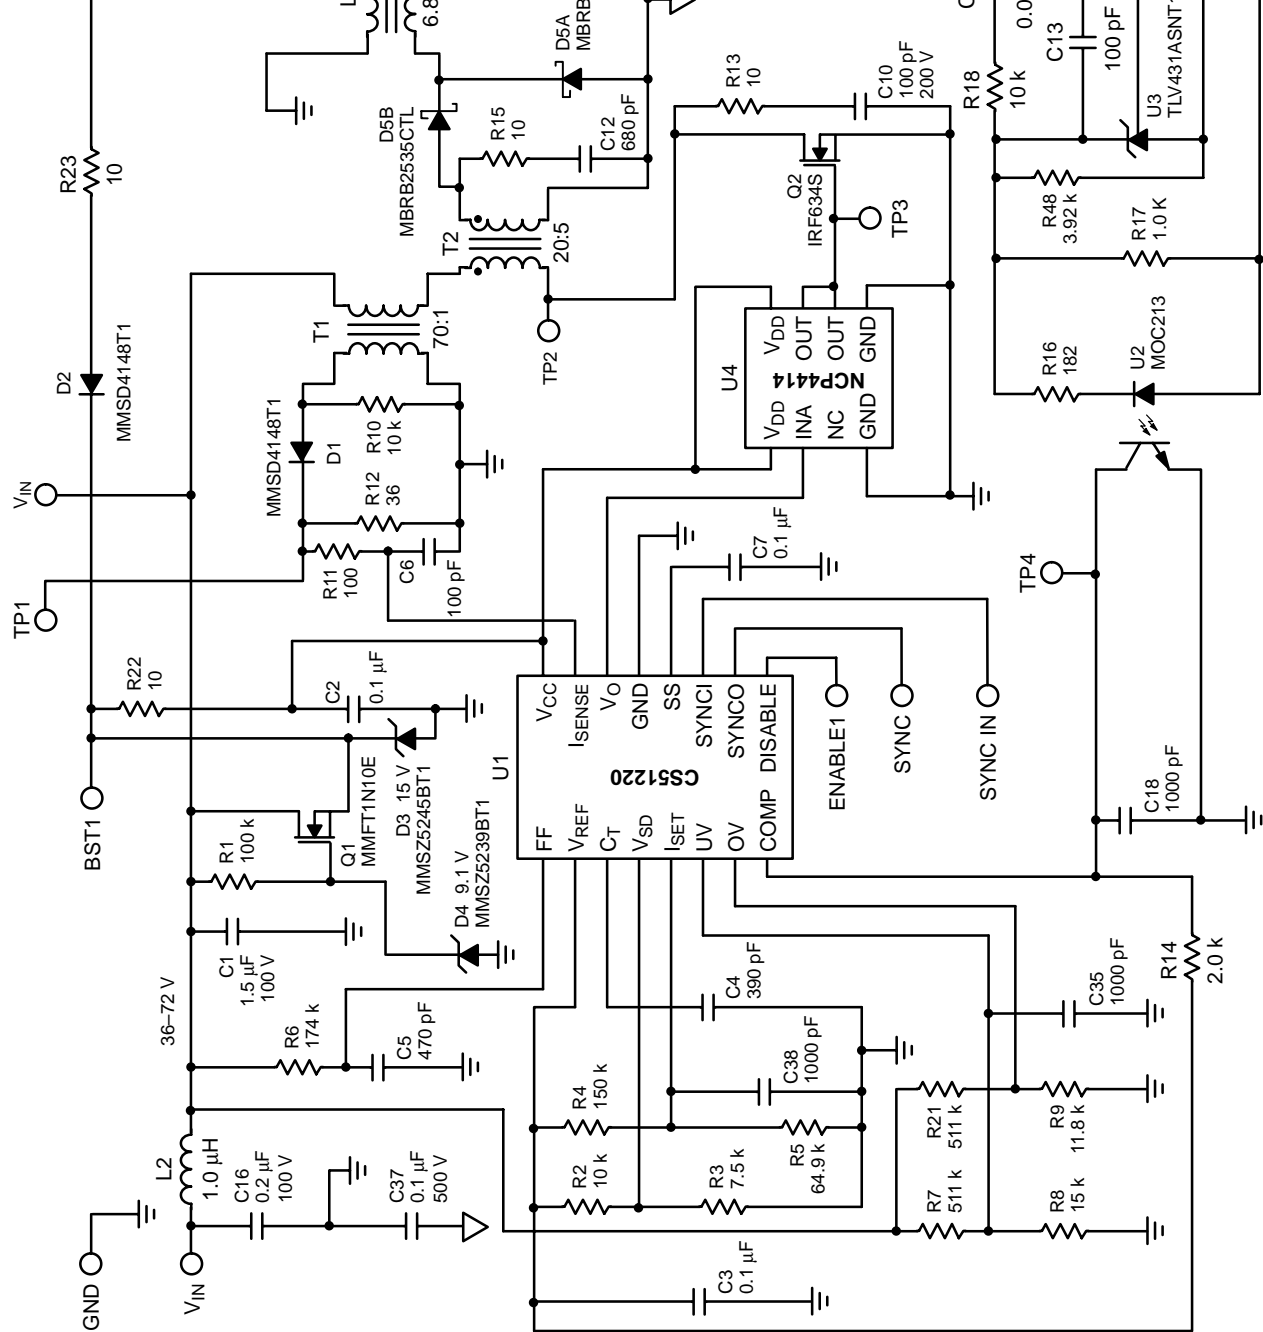 R23
10
D2
MMSD4148T1
VIN
TP1
BST1
R22
10
C2
0.1 µF
D3 15 V
MMSZ5245BT1
Q1
MMFT1N10E
R1
100 k
D4 9.1 V
MMSZ5239BT1
C1
1.5 µF
100 V
36–72 V
R6
174 k
C5
470 pF
L2
1.0 µH
C16
0.2 µF
100 V
C37
0.1 µF
500 V
GND
VIN
T1
70:1
MMSD4148T1
D1
R10
10 k
R12
36
R11
100
C6
100 pF
6.8
D5A
MBRB
D5B
MBRB2535CTL
R15
10
C12
680 pF
T2
20:5
TP2
R13
10
C10
100 pF
200 V
Q2
IRF634S
TP3
U4
NCP4414
VDD
INA
NC
GND
VDD
OUT
OUT
GND
U1
CS51220
FF
VREF
CT
VSD
ISET
UV
OV
COMP
VCC
ISENSE
VO
GND
SS
SYNCI
SYNCO
DISABLE
C7
0.1 µF
ENABLE1
SYNC
SYNC IN
C4
390 pF
C38
1000 pF
R4
150 k
R5
64.9 k
R2
10 k
R3
7.5 k
C3
0.1 µF
R21
511 k
R9
11.8 k
R7
511 k
R8
15 k
C35
1000 pF
R14
2.0 k
C18
1000 pF
TP4
R18
10 k
C13
100 pF
0.0
U3
TLV431ASNT1
R48
3.92 k
R17
1.0 K
R16
182
U2
MOC213